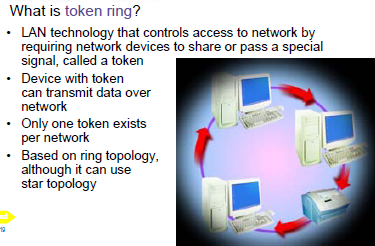 What is token ring?
• LAN technology that controls access to network by
requiring network devices to share or pass a special
signal, called a token
• Device with token
can transmit data over
network
• Only one token exists
per network
• Based on ring topology,
although it can use
star topology